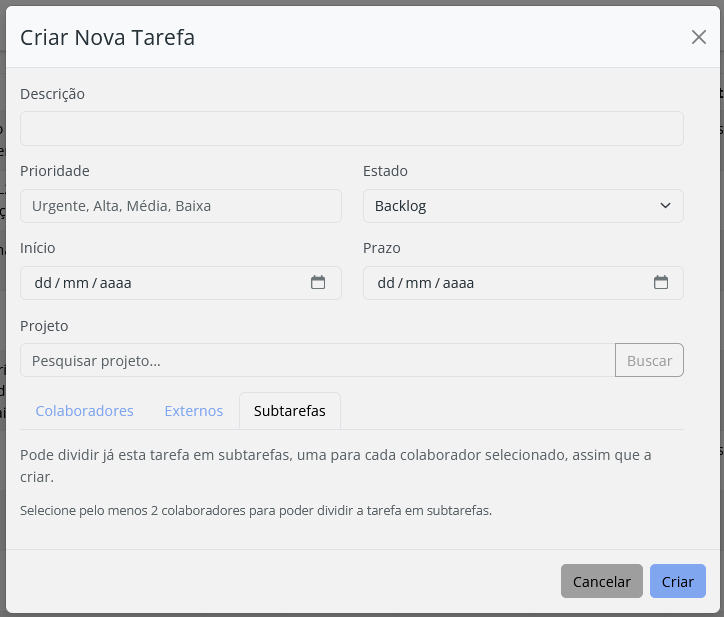 Criar Nova Tarefa
Descrição
Prioridade
Estado
Urgente, Alta, Média, Baixa
Backlog
Início
Prazo
dd/mm/aaaa
dd/mm/aaaa
Projeto
Pesquisar projeto...
Buscar
Colaboradores
Externos
Subtarefas
Pode dividir já esta tarefa em subtarefas, uma para cada colaborador selecionado, assim que a
criar.
Selecione pelo menos 2 colaboradores para poder dividir a tarefa em subtarefas.
Cancelar
Criar